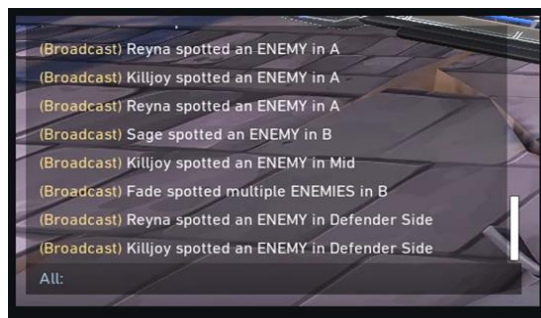 (Broadcast) Reyna spotted an ENEMY in A
(Broadcast) Killjoy spotted an ENEMY in A
(Broadcast) Reyna spotted an ENEMY in A
(Broadcast) Sage spotted an ENEMY in B
(Broadcast) Killjoy spotted an ENEMY in Mid
(Broadcast) Fade spotted multiple ENEMIES in B
(Broadcast) Reyna spotted an ENEMY in Defender Side
(Broadcast) Killjoy spotted an ENEMY in Defender Side
All: